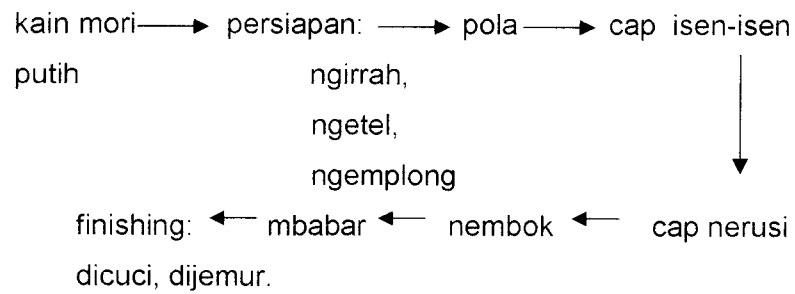 kain mori → persiapan: → pola → cap isen-isen
putih ngirrah,
ngetel,
ngemplong
finishing: ← mbabar ← nembok ← cap nerusi
dicuci, dijemur.